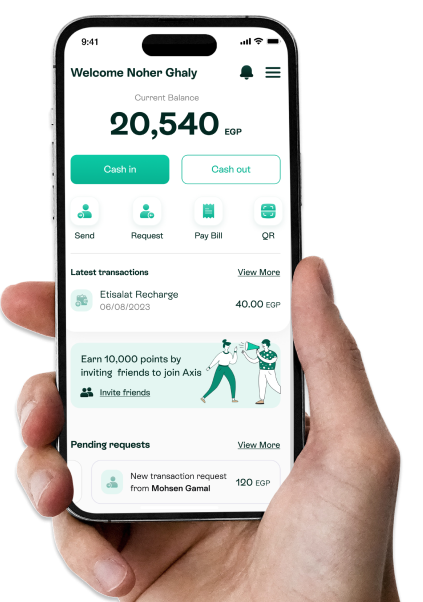 9:41
Welcome Noher Ghaly
Current Balance
20,540 EGP
Cash in
Cash out
Send
Request
Pay Bill
QR
Latest transactions
View More
Etisalat Recharge
06/08/2023
40.00 EGP
Earn 10,000 points by
inviting friends to join Axis
Invite friends
Pending requests
View More
New transaction request
from Mohsen Gamal
120 EGP